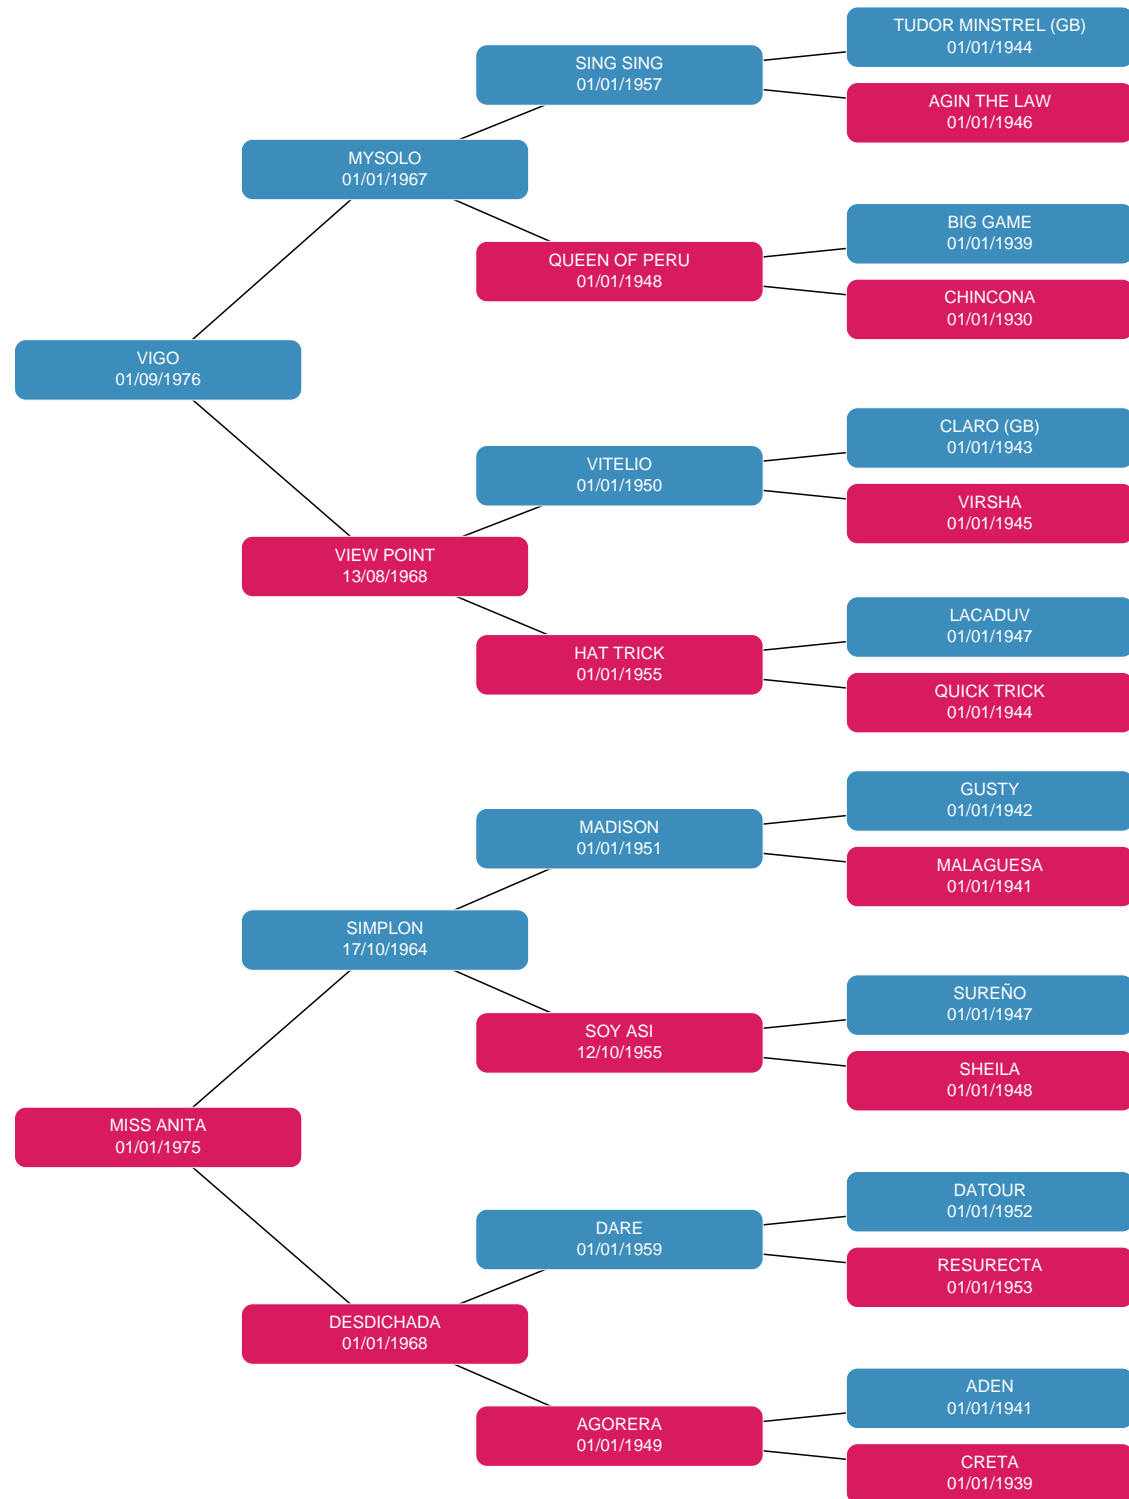 TUDOR MINSTREL (GB)
01/01/1944
SING SING
01/01/1957
AGIN THE LAW
01/01/1946
MYSOLO
01/01/1967
BIG GAME
01/01/1939
QUEEN OF PERU
01/01/1948
CHINCONA
01/01/1930
VIGO
01/09/1976
CLARO (GB)
01/01/1943
VITELIO
01/01/1950
VIRSHA
01/01/1945
VIEW POINT
13/08/1968
LACADUV
01/01/1947
HAT TRICK
01/01/1955
QUICK TRICK
01/01/1944
GUSTY
01/01/1942
MADISON
01/01/1951
MALAGUESA
01/01/1941
SIMPLON
17/10/1964
SUREÑO
01/01/1947
SOY ASI
12/10/1955
SHEILA
01/01/1948
MISS ANITA
01/01/1975
DATOUR
01/01/1952
DARE
01/01/1959
RESURECTA
01/01/1953
DESDICHADA
01/01/1968
ADEN
01/01/1941
AGORERA
01/01/1949
CRETA
01/01/1939